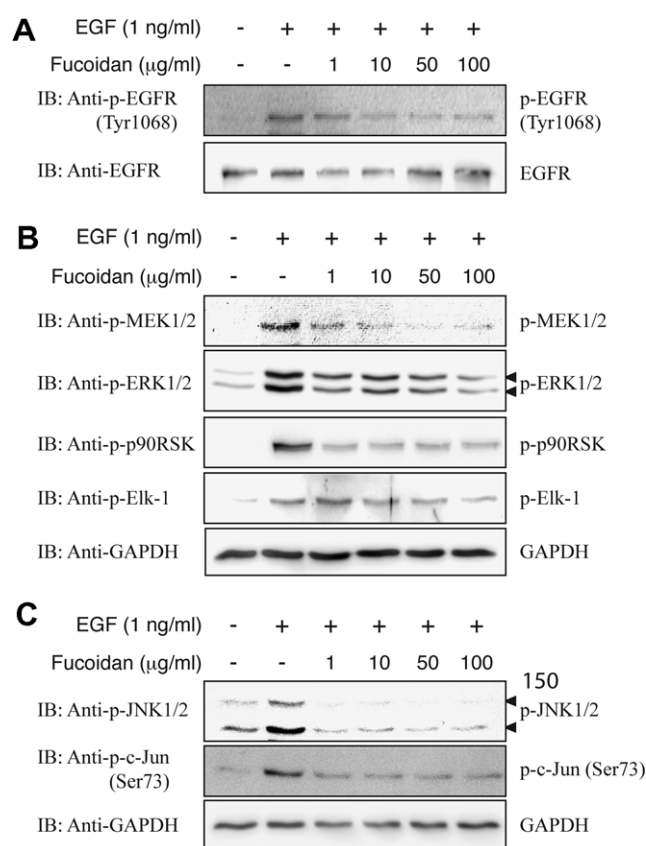 A
EGF (1 ng/ml) - + + + + +
Fucoidan (μg/ml) - - 1 10 50 100
IB: Anti-p-EGFR (Tyr1068) p-EGFR (Tyr1068)
IB: Anti-EGFR EGFR
B
EGF (1 ng/ml) - + + + + +
Fucoidan (μg/ml) - - 1 10 50 100
IB: Anti-p-MEK1/2 p-MEK1/2
IB: Anti-p-ERK1/2 p-ERK1/2
IB: Anti-p-p90RSK p-p90RSK
IB: Anti-p-Elk-1 p-Elk-1
IB: Anti-GAPDH GAPDH
C
EGF (1 ng/ml) - + + + + +
Fucoidan (μg/ml) - - 1 10 50 100
150
IB: Anti-p-JNK1/2 p-JNK1/2
IB: Anti-p-c-Jun (Ser73) p-c-Jun (Ser73)
IB: Anti-GAPDH GAPDH